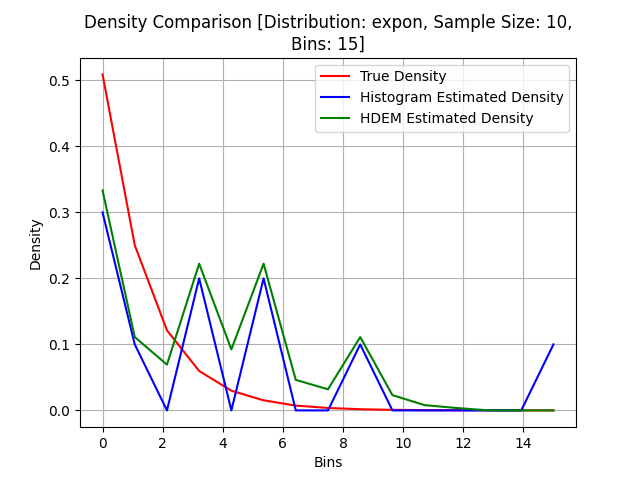 Density Comparison [Distribution: expon, Sample Size: 10,
Bins: 15]
True Density
Histogram Estimated Density
HDEM Estimated Density
Density
0.5
0.4
0.3
0.2
0.1
0.0
0 2 4 6 8 10 12 14
Bins